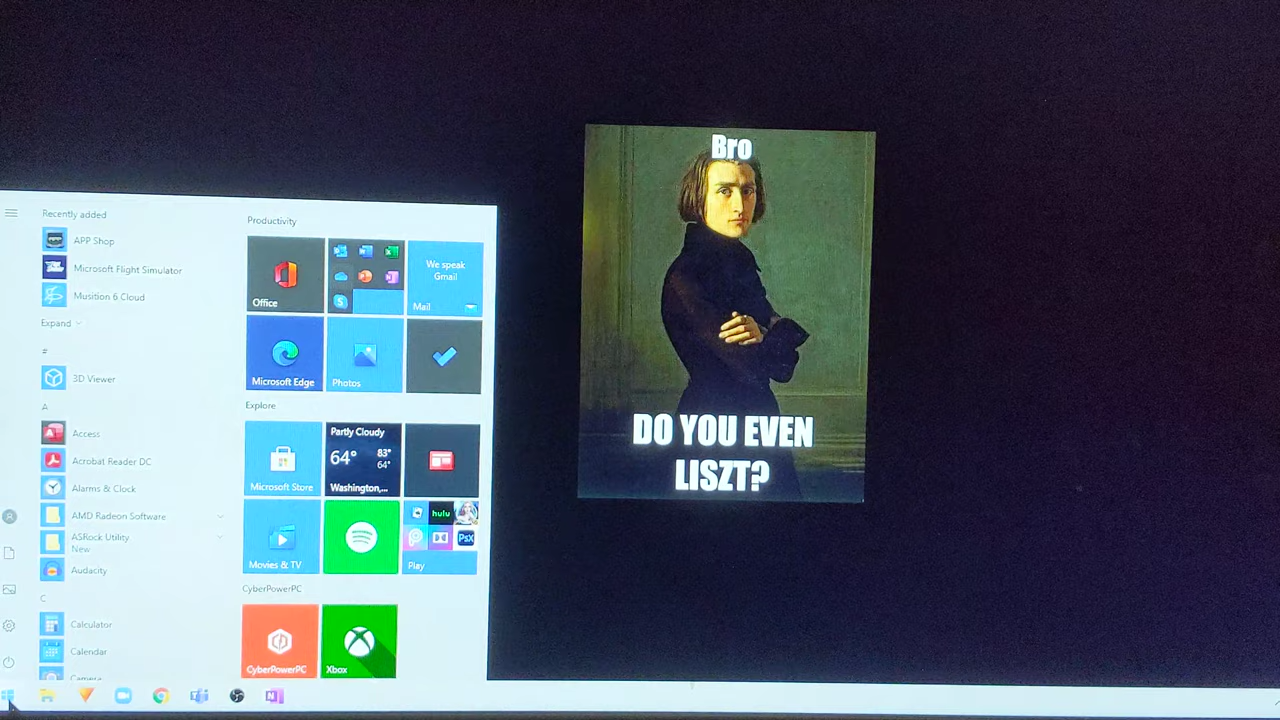 Recently added
APP Shop
Microsoft Flight Simulator
Musition 6 Cloud
Expand
#
3D Viewer
A
Access
Acrobat Reader DC
Alarms & Clock
AMD Radeon Software
ASRock Utility
New
Audacity
C
Calculator
Calendar
Camera
Productivity
Office
We speak
Gmail
Mail
Microsoft Edge
Photos
Explore
Microsoft Store
Partly Cloudy
64° 83°
64°
Washington,...
Movies & TV
hulu
PsX
Play
CyberPowerPC
CyberPowerPC
Xbox
Bro
DO YOU EVEN
LISZT?